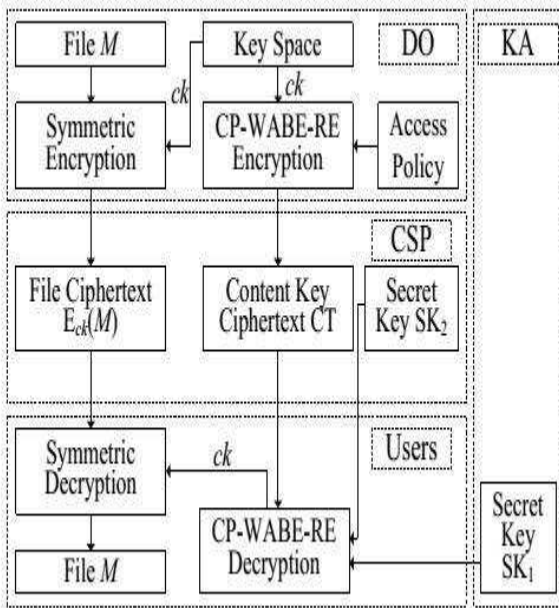 File M
Key Space
DO
KA
ck
ck
Symmetric
Encryption
CP-WABE-RE
Encryption
Access
Policy
CSP
File Ciphertext
E_ck(M)
Content Key
Ciphertext CT
Secret
Key SK₂
Users
Symmetric
Decryption
ck
CP-WABE-RE
Decryption
Secret
Key
SK₁
File M